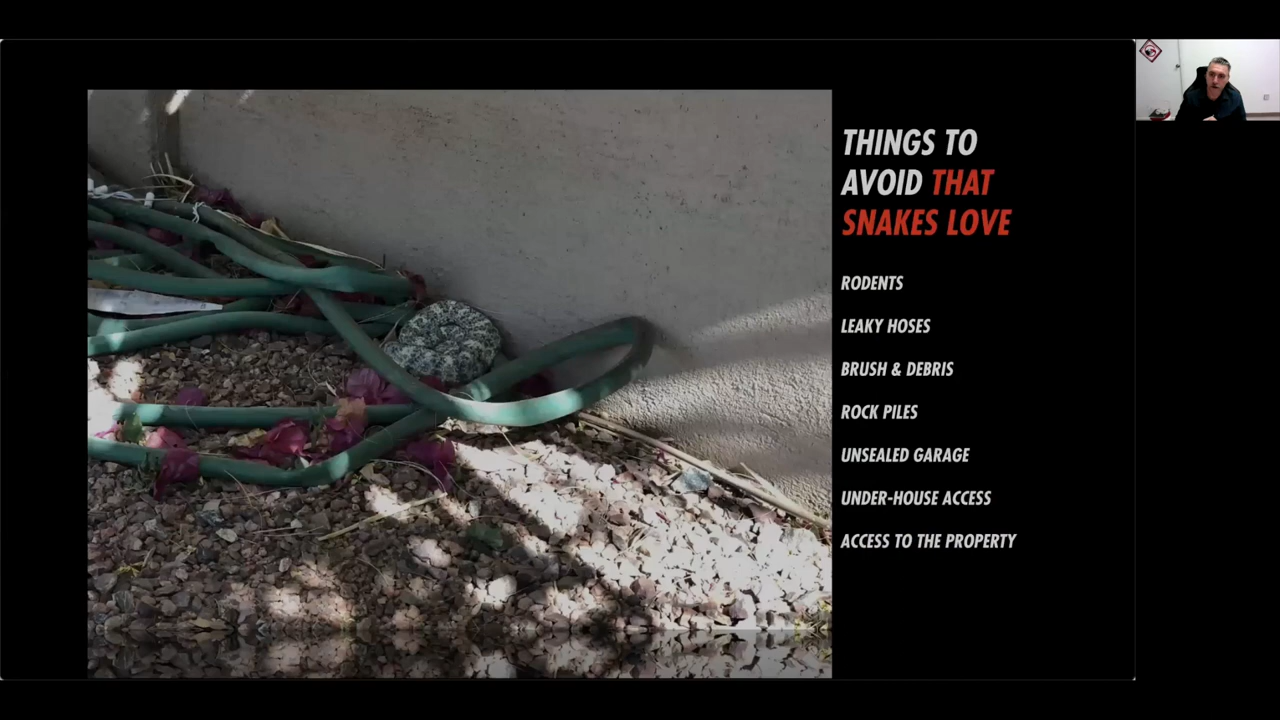 THINGS TO
AVOID THAT
SNAKES LOVE
RODENTS
LEAKY HOSES
BRUSH & DEBRIS
ROCK PILES
UNSEALED GARAGE
UNDER-HOUSE ACCESS
ACCESS TO THE PROPERTY